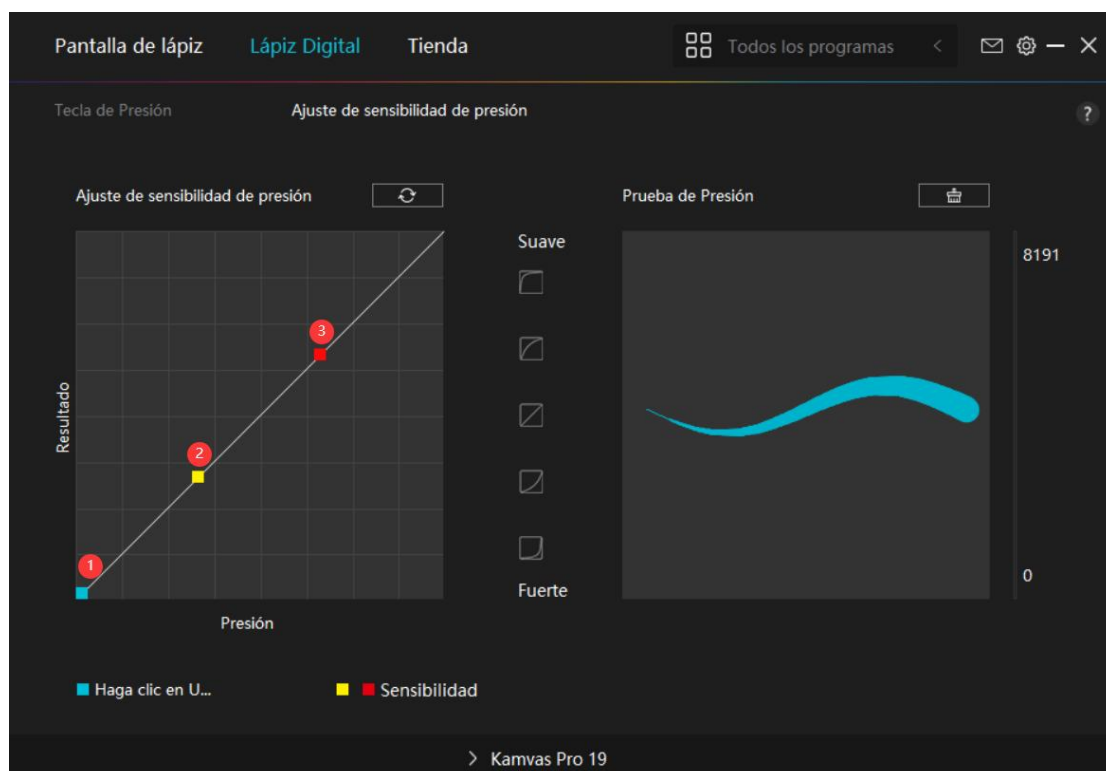 Pantalla de lápiz Lápiz Digital Tienda Todos los programas
Tecla de Presión Ajuste de sensibilidad de presión ?
Ajuste de sensibilidad de presión Prueba de Presión
Suave
8191
3
Resultado
2
1
0
Fuerte
Presión
Haga clic en U... Sensibilidad
Kamvas Pro 19